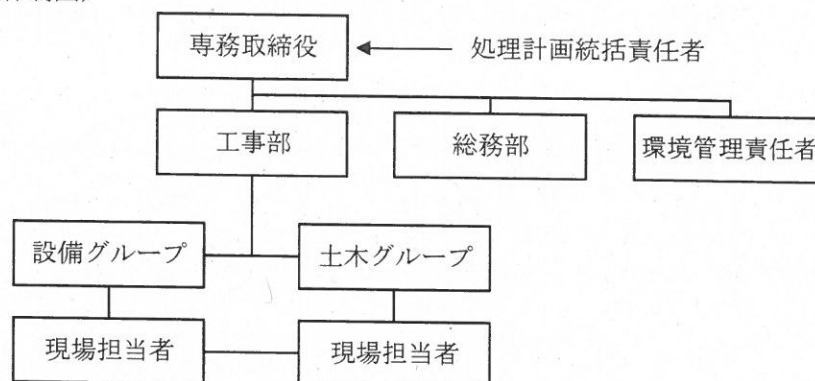 専務取締役
処理計画統括責任者
工事部
総務部
環境管理責任者
設備グループ
土木グループ
現場担当者
現場担当者